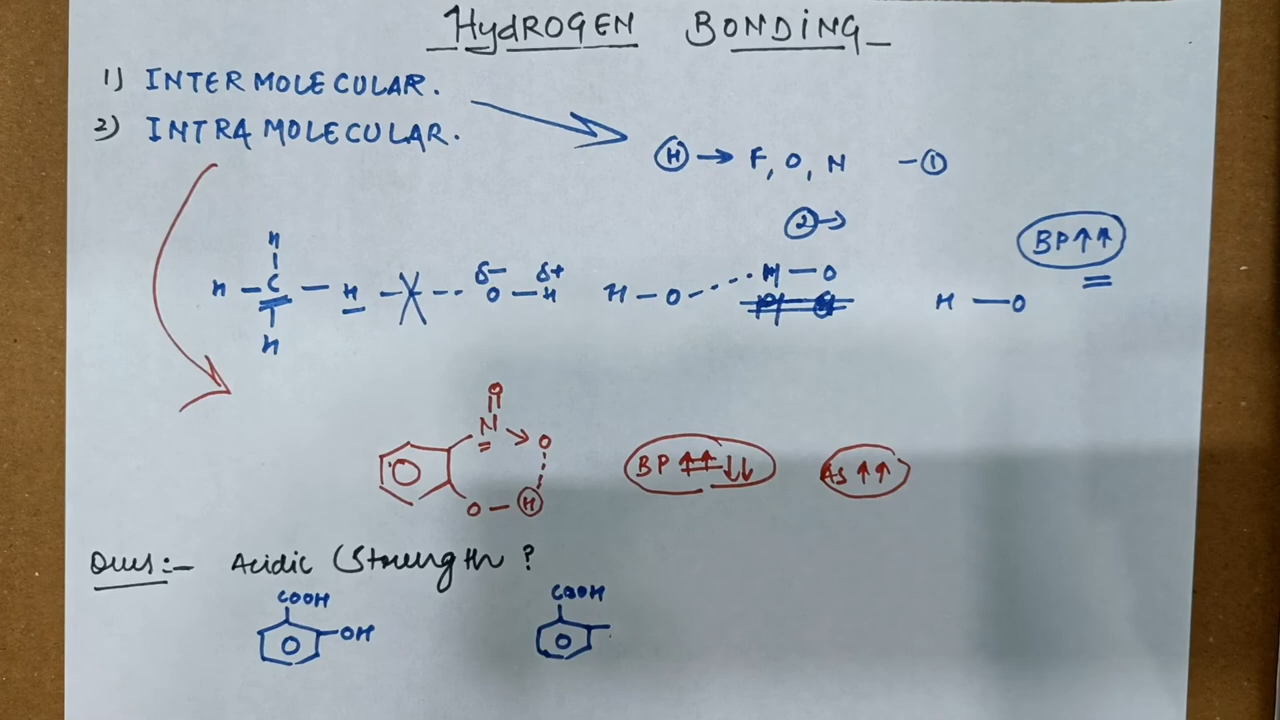 HydROGEN BONDiNG
1) INTERMOLECULAR.
2) INTRAMOLECULAR.
H → F, O, N -①
②→
BP↑↑
H
H - C - H - - - O - H H - O - - - H - O
δ- δ+
H — O
H
O
N → O
O - H
BP ↑↑ ↓↓
AS ↑↑
Ques:- Acidic Strength ?
COOH COOH
OH